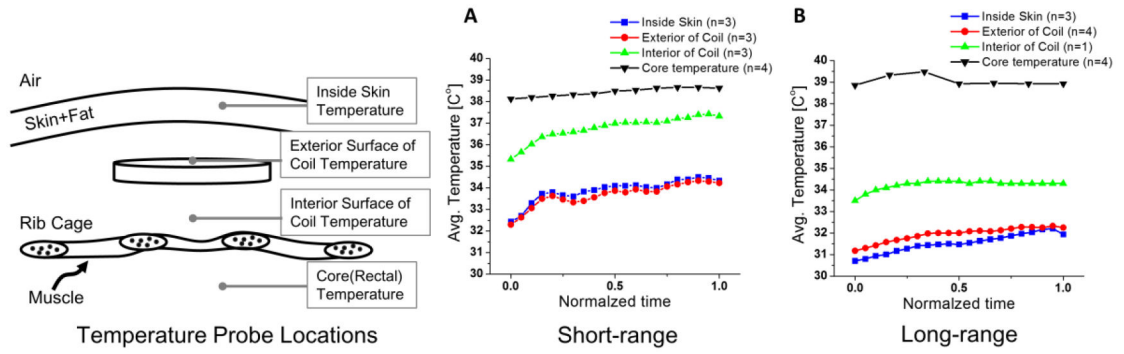 Air
Skin+Fat
Rib Cage
Muscle
Inside Skin
Temperature
Exterior Surface of
Coil Temperature
Interior Surface of
Coil Temperature
Core(Rectal)
Temperature
Temperature Probe Locations
A
Inside Skin (n=3)
Exterior of Coil (n=3)
Interior of Coil (n=3)
Core temperature (n=4)
Avg. Temperature [C°]
40
39
38
37
36
35
34
33
32
31
30
0.0
0.5
1.0
Normalized time
Short-range
B
Inside Skin (n=3)
Exterior of Coil (n=4)
Interior of Coil (n=1)
Core temperature (n=4)
Avg. Temperature [C°]
40
39
38
37
36
35
34
33
32
31
30
0.0
0.5
1.0
Normalzed time
Long-range